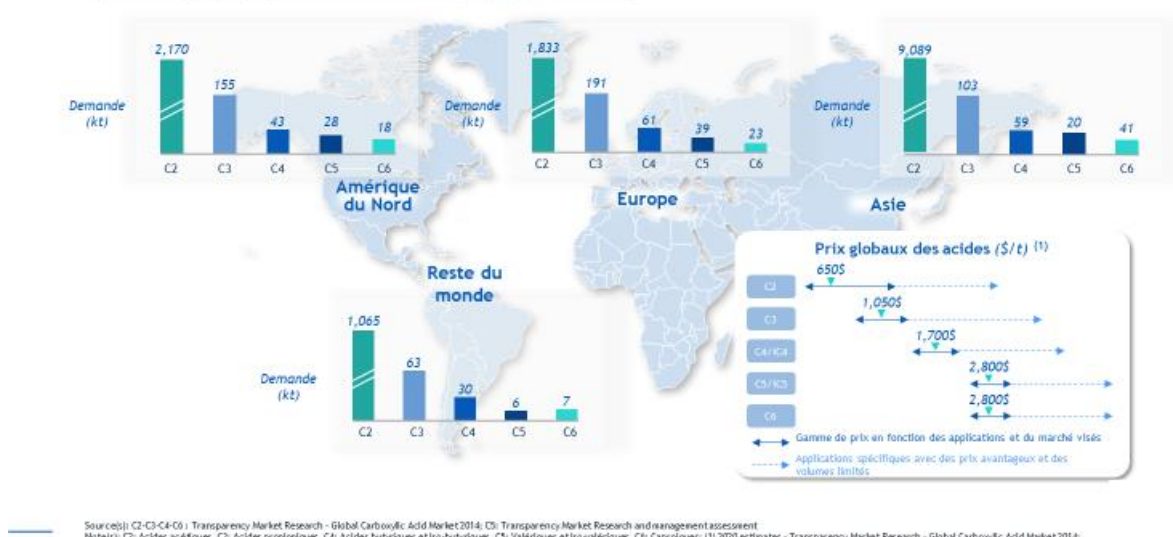 2,170
155
43
28
18
Demande
(kt)
C2 C3 C4 C5 C6
Amérique
du Nord
1,833
191
61
39
23
Demande
(kt)
C2 C3 C4 C5 C6
Europe
9,089
103
59
20
41
Demande
(kt)
C2 C3 C4 C5 C6
Asie
Reste du
monde
1,065
63
30
6
7
Demande
(kt)
C2 C3 C4 C5 C6
Prix globaux des acides ($/t) (1)
C2
650$
C3
1,050$
C4/iC4
1,700$
C5/iC5
2,800$
C6
2,800$
Gamme de prix en fonction des applications et du marché visés
Applications spécifiques avec des prix avantageux et des
volumes limités
Source(s): C2-C3-C4-C6 : Transparency Market Research - Global Carboxylic Acid Market 2014; C5: Transparency Market Research and management assessment